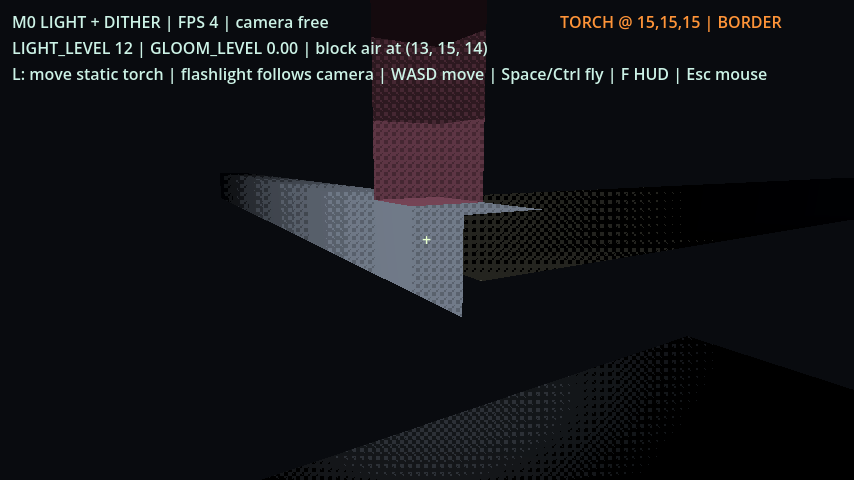 M0 LIGHT + DITHER | FPS 4 | camera free
TORCH @ 15,15,15 | BORDER
LIGHT_LEVEL 12 | GLOOM_LEVEL 0.00 | block air at (13, 15, 14)
L: move static torch | flashlight follows camera | WASD move | Space/Ctrl fly | F HUD | Esc mouse